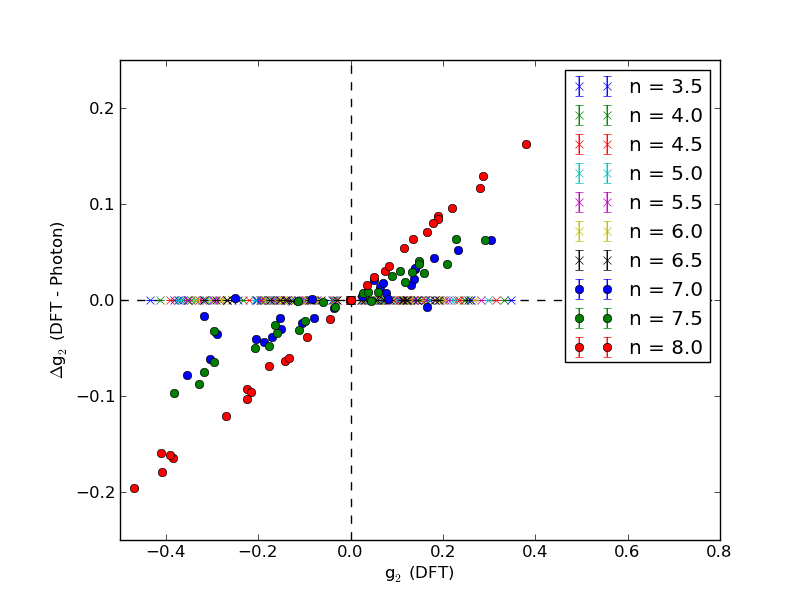 n = 3.5
n = 4.0
n = 4.5
n = 5.0
n = 5.5
n = 6.0
n = 6.5
n = 7.0
n = 7.5
n = 8.0
0.2
0.1
0.0
−0.1
−0.2
Δg₂ (DFT - Photon)
−0.4
−0.2
0.0
0.2
0.4
0.6
0.8
g₂ (DFT)